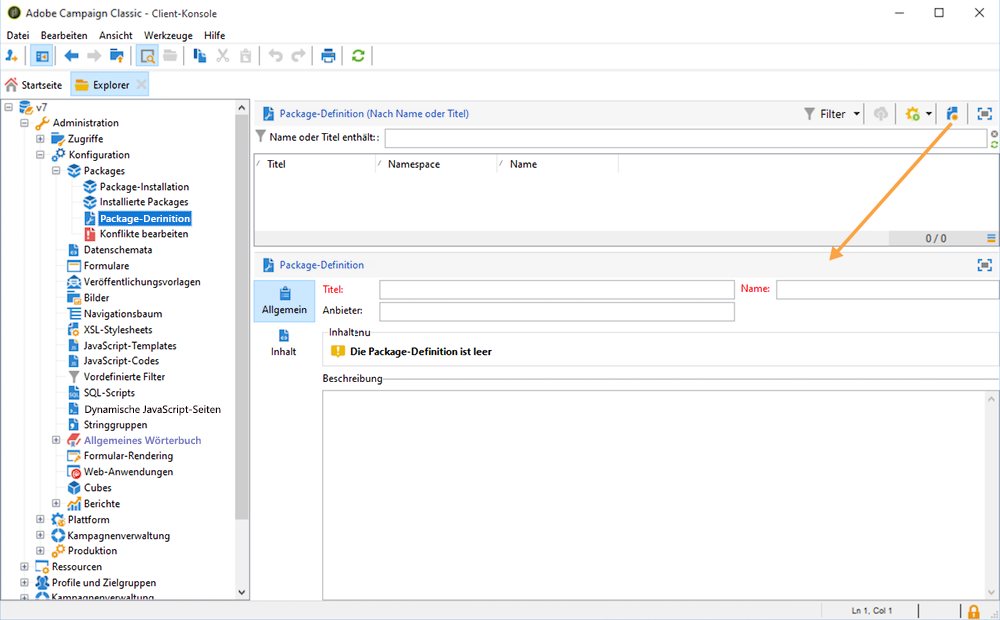 Adobe Campaign Classic - Client-Konsole
Datei Bearbeiten Ansicht Werkzeuge Hilfe
Startseite Explorer
v7
Administration
Zugriffe
Konfiguration
Packages
Package-Installation
Installierte Packages
Package-Derinition
Konflikte bearbeiten
Datenschemata
Formulare
Veröffentlichungsvorlagen
Bilder
Navigationsbaum
XSL-Stylesheets
JavaScript-Templates
JavaScript-Codes
Vordefinierte Filter
SQL-Scripts
Dynamische JavaScript-Seiten
Stringgruppen
Allgemeines Wörterbuch
Formular-Rendering
Web-Anwendungen
Cubes
Berichte
Plattform
Kampagnenverwaltung
Produktion
Ressourcen
Profile und Zielgruppen
Kampagnenverwaltung
Package-Definition (Nach Name oder Titel) Filter
Name oder Titel enthält: :
Titel Namespace Name
0 / 0
Package-Definition
Allgemein
Inhalt
Titel: Name:
Anbieter:
Inhaltenu
Die Package-Definition ist leer
Beschreibung
Ln 1, Col 1